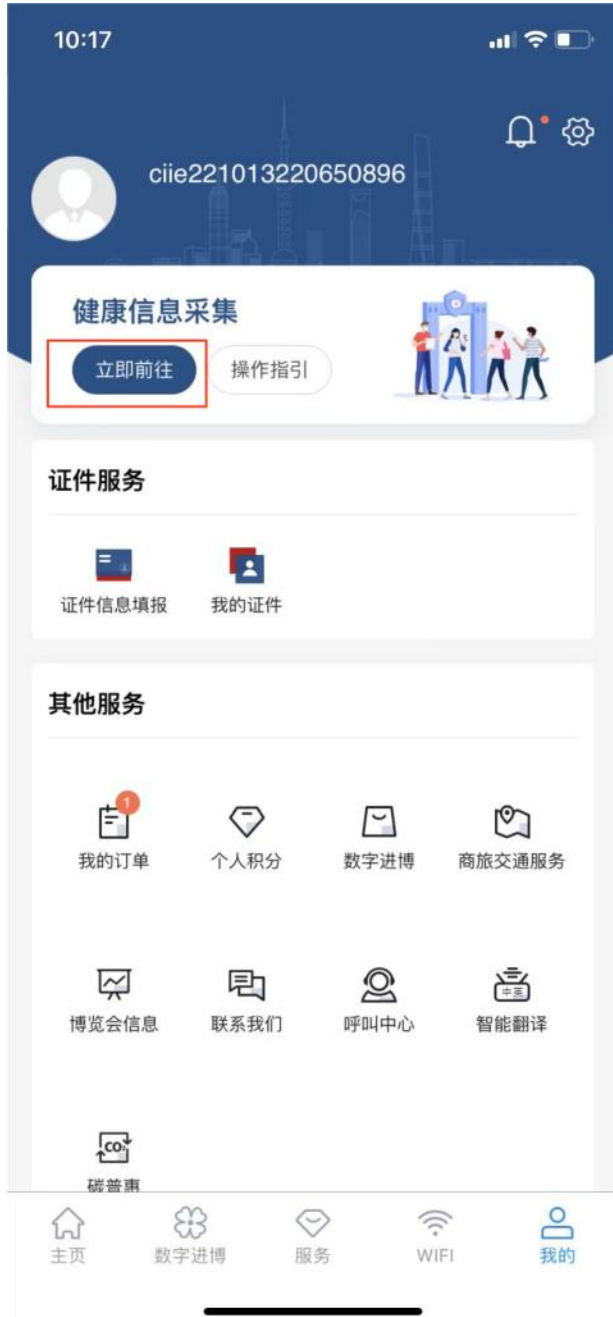 10:17
ciie221013220650896
健康信息采集
立即前往 操作指引
证件服务
证件信息填报 我的证件
其他服务
1
我的订单 个人积分 数字进博 商旅交通服务
中英
博览会信息 联系我们 呼叫中心 智能翻译
CO₂
碳普惠
主页 数字进博 服务 WIFI 我的